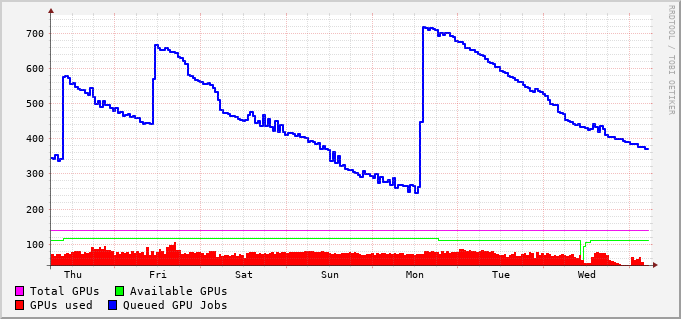 RRDTOOL / TOBI OETIKER
700
600
500
400
300
200
100
Thu Fri Sat Sun Mon Tue Wed
Total GPUs Available GPUs
GPUs used Queued GPU Jobs